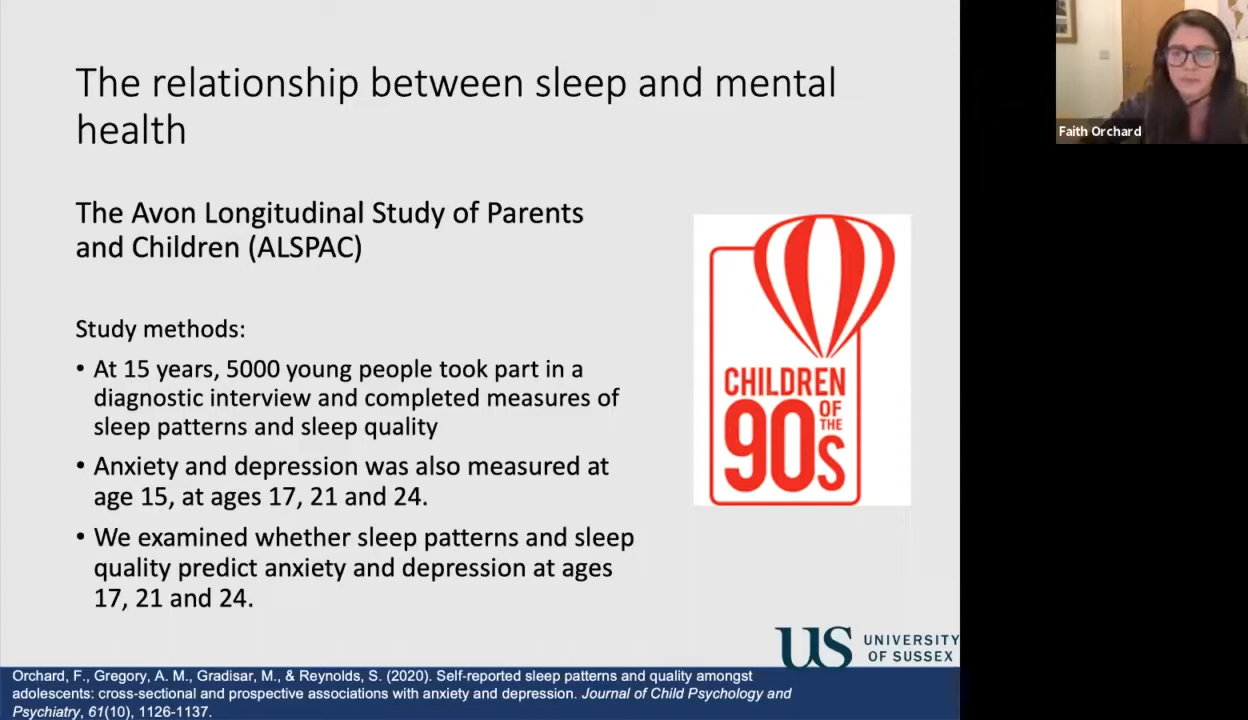 The relationship between sleep and mental
health
The Avon Longitudinal Study of Parents
and Children (ALSPAC)
Study methods:
• At 15 years, 5000 young people took part in a
diagnostic interview and completed measures of
sleep patterns and sleep quality
• Anxiety and depression was also measured at
age 15, at ages 17, 21 and 24.
• We examined whether sleep patterns and sleep
quality predict anxiety and depression at ages
17, 21 and 24.
CHILDREN
90s
OF
THE
US
UNIVERSITY
OF SUSSEX
Orchard, F., Gregory, A. M., Gradisar, M., & Reynolds, S. (2020). Self-reported sleep patterns and quality amongst
adolescents: cross-sectional and prospective associations with anxiety and depression. Journal of Child Psychology and
Psychiatry, 61(10), 1126-1137.
Faith Orchard